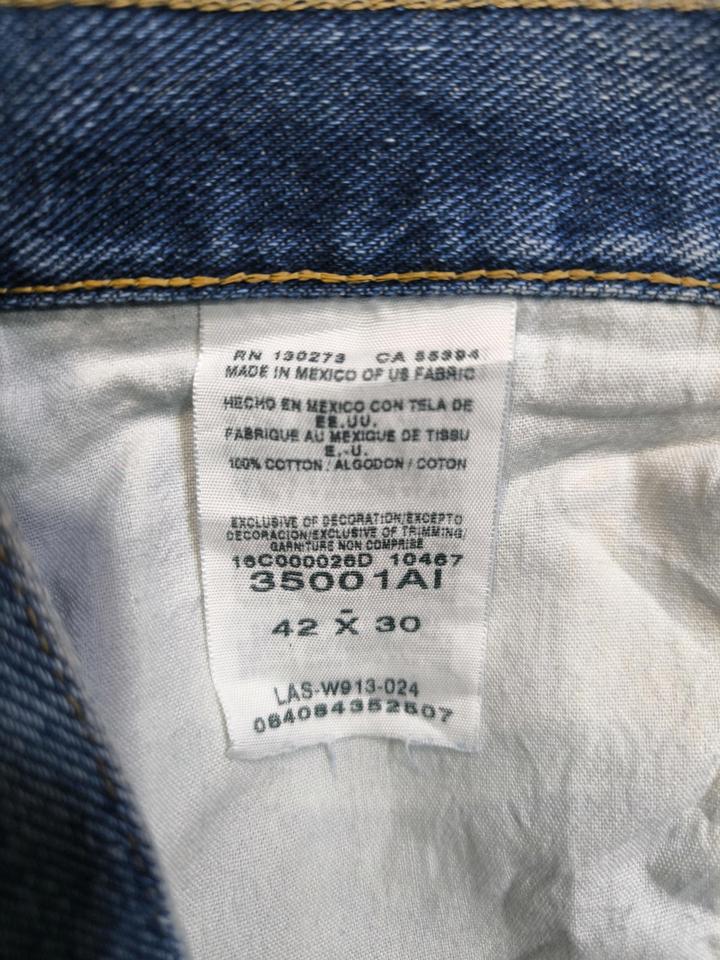 RN 130273 CA 55394
MADE IN MEXICO OF US FABRIC
HECHO EN MEXICO CON TELA DE
EE.UU.
FABRIQUE AU MEXIQUE DE TISSU
E.-U.
100% COTTON / ALGODON / COTON
EXCLUSIVE OF DECORATION/EXCEPTO
DECORACION/EXCLUSIVE OF TRIMMING/
GARNITURE NON COMPRISE
16C000026D 10467
35001AI
-
42 X 30
LAS-W913-024
084084352507